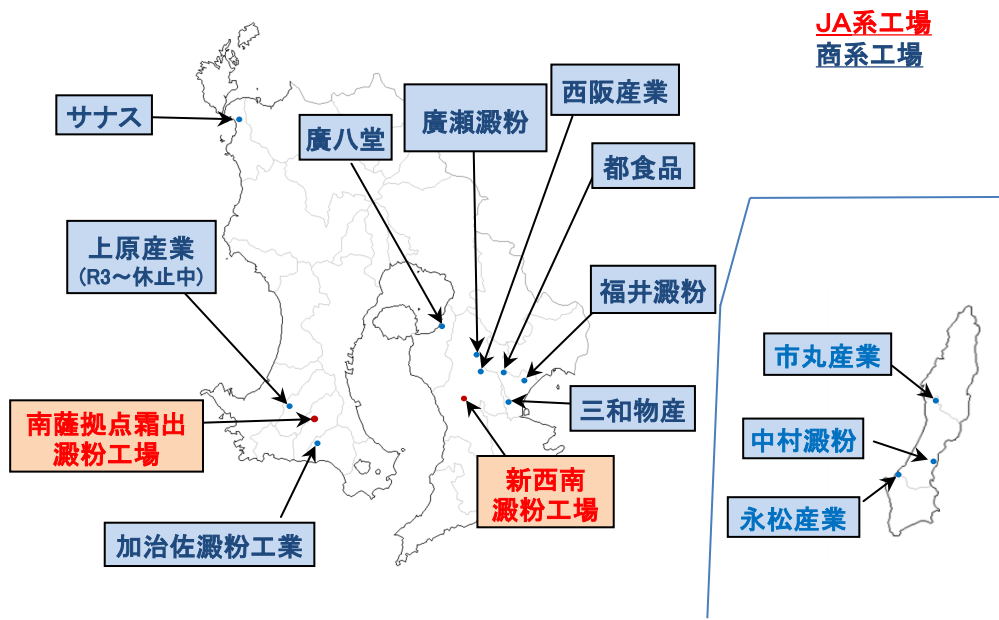 JA系工場
商系工場
西阪産業
サナス
廣瀬澱粉
廣八堂
都食品
上原産業
(R3～休止中)
福井澱粉
市丸産業
三和物産
南薩拠点霜出
澱粉工場
中村澱粉
新西南
澱粉工場
永松産業
加治佐澱粉工業